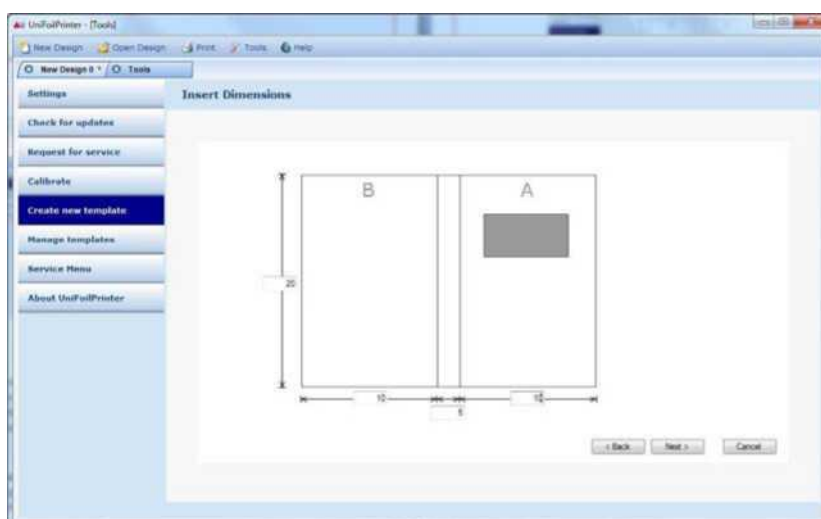 UniFoilPrinter - [Tools]
New Design Open Design Print Tools Help
New Design 0 * Tools
Settings
Insert Dimensions
Check for updates
Request for service
Calibrate
Create new template
Manage templates
Service Menu
About UniFoilPrinter
B
A
20
10
5
< Back Next > Cancel